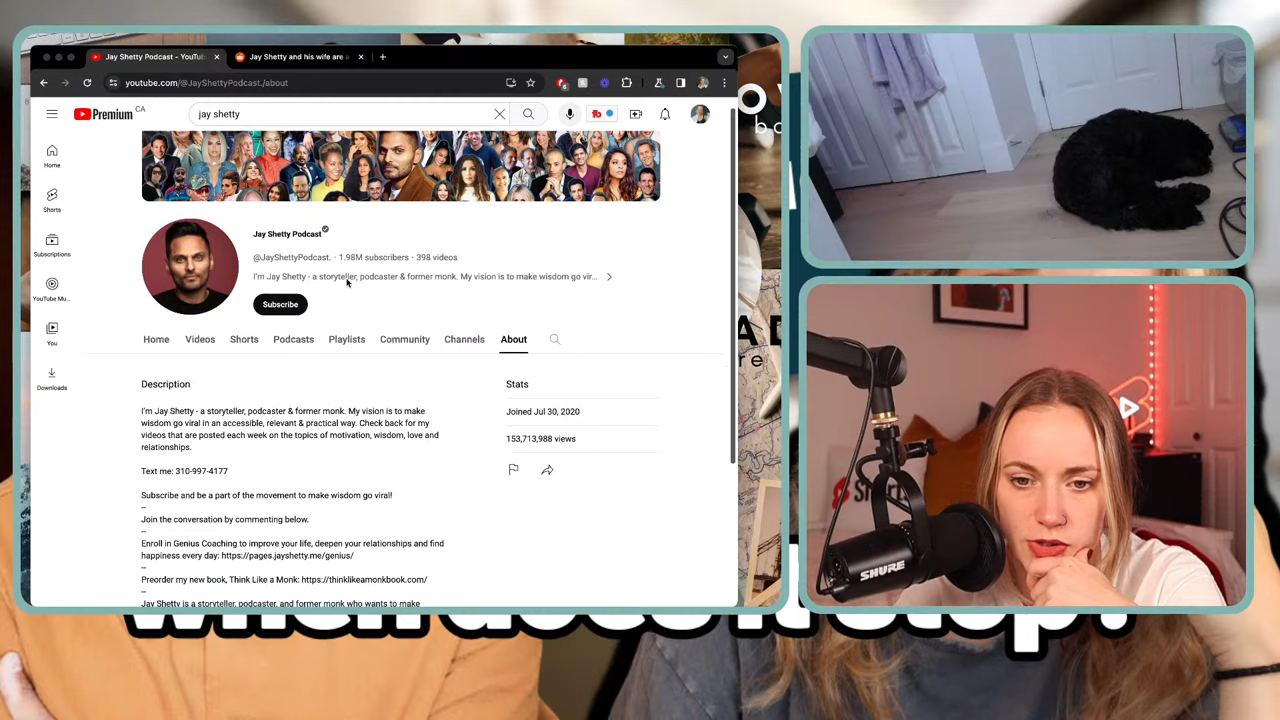 Jay Shetty Podcast - YouTub
Jay Shetty and his wife are a
youtube.com/@JayShettyPodcast./about
6
Premium CA
jay shetty
Home
Shorts
Subscriptions
YouTube Mu...
You
Downloads
Jay Shetty Podcast
@JayShettyPodcast. · 1.98M subscribers · 398 videos
I'm Jay Shetty - a storyteller, podcaster & former monk. My vision is to make wisdom go vir...
Subscribe
Home Videos Shorts Podcasts Playlists Community Channels About
Description
I'm Jay Shetty - a storyteller, podcaster & former monk. My vision is to make
wisdom go viral in an accessible, relevant & practical way. Check back for my
videos that are posted each week on the topics of motivation, wisdom, love and
relationships.
Text me: 310-997-4177
Subscribe and be a part of the movement to make wisdom go viral!
--
Join the conversation by commenting below.
--
Enroll in Genius Coaching to improve your life, deepen your relationships and find
happiness every day: https://pages.jayshetty.me/genius/
--
Preorder my new book, Think Like a Monk: https://thinklikeamonkbook.com/
--
Jay Shetty is a storyteller, podcaster, and former monk who wants to make
Stats
Joined Jul 30, 2020
153,713,988 views
SHURE
when does it stop?